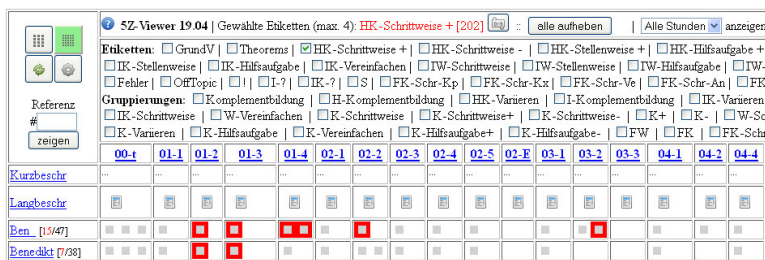 5Z-Viewer 19.04 | Gewählte Etiketten (max. 4): HK-Schrittweise + [202] :: alle aufheben | Alle Stunden anzeigen
Etiketten: GrundV | Theorems | HK-Schrittweise + | HK-Schrittweise - | HK-Stellenweise + | HK-Hilfsaufgabe +
IK-Stellenweise | IK-Hilfsaufgabe | IK-Vereinfachen | IW-Schrittweise | IW-Stellenweise | IW-Hilfsaufgabe | IW-
Fehler | OffTopic | ! | I-? | IK-? | S | FK-Schr-Kp | FK-Schr-Kx | FK-Schr-Ve | FK-Schr-An | FK-
Gruppierungen: Komplementbildung | H-Komplementbildung | HK-Variieren | I-Komplementbildung | IK-Variieren
IK-Schrittweise | W-Vereinfachen | K-Schrittweise | K-Schrittweise+ | K-Schrittweise- | K+ | K- | W-Sc
K-Variieren | K-Hilfsaufgabe | K-Vereinfachen | K-Hilfsaufgabe+ | K-Hilfsaufgabe- | FW | FK | FK-Schr
Referenz
#
zeigen
00-t 01-1 01-2 01-3 01-4 02-1 02-2 02-3 02-4 02-5 02-E 03-1 03-2 03-3 04-1 04-2 04-4
Kurzbeschr ... ... ... ... ... ... ... ... ... ... ... ... ... ... ... ... ...
Langbeschr
Ben_ [15/47]
Benedikt [7/38]